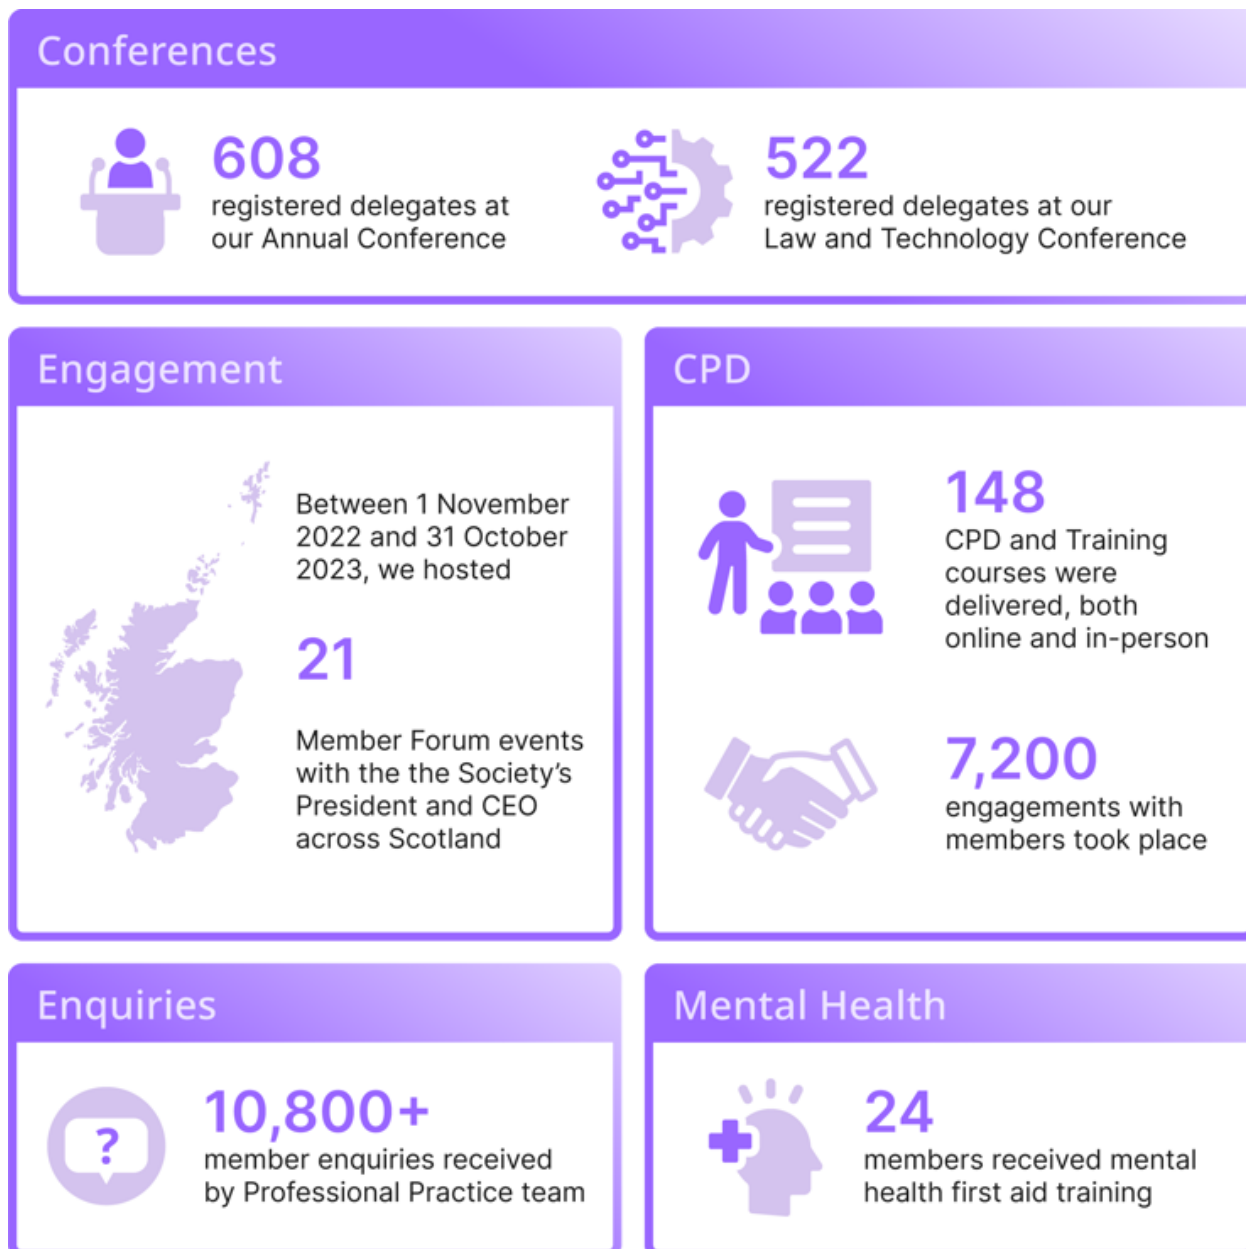 Conferences
608
registered delegates at
our Annual Conference
522
registered delegates at our
Law and Technology Conference
Engagement
Between 1 November
2022 and 31 October
2023, we hosted
21
Member Forum events
with the the Society's
President and CEO
across Scotland
CPD
148
CPD and Training
courses were
delivered, both
online and in-person
7,200
engagements with
members took place
Enquiries
?
10,800+
member enquiries received
by Professional Practice team
Mental Health
24
members received mental
health first aid training